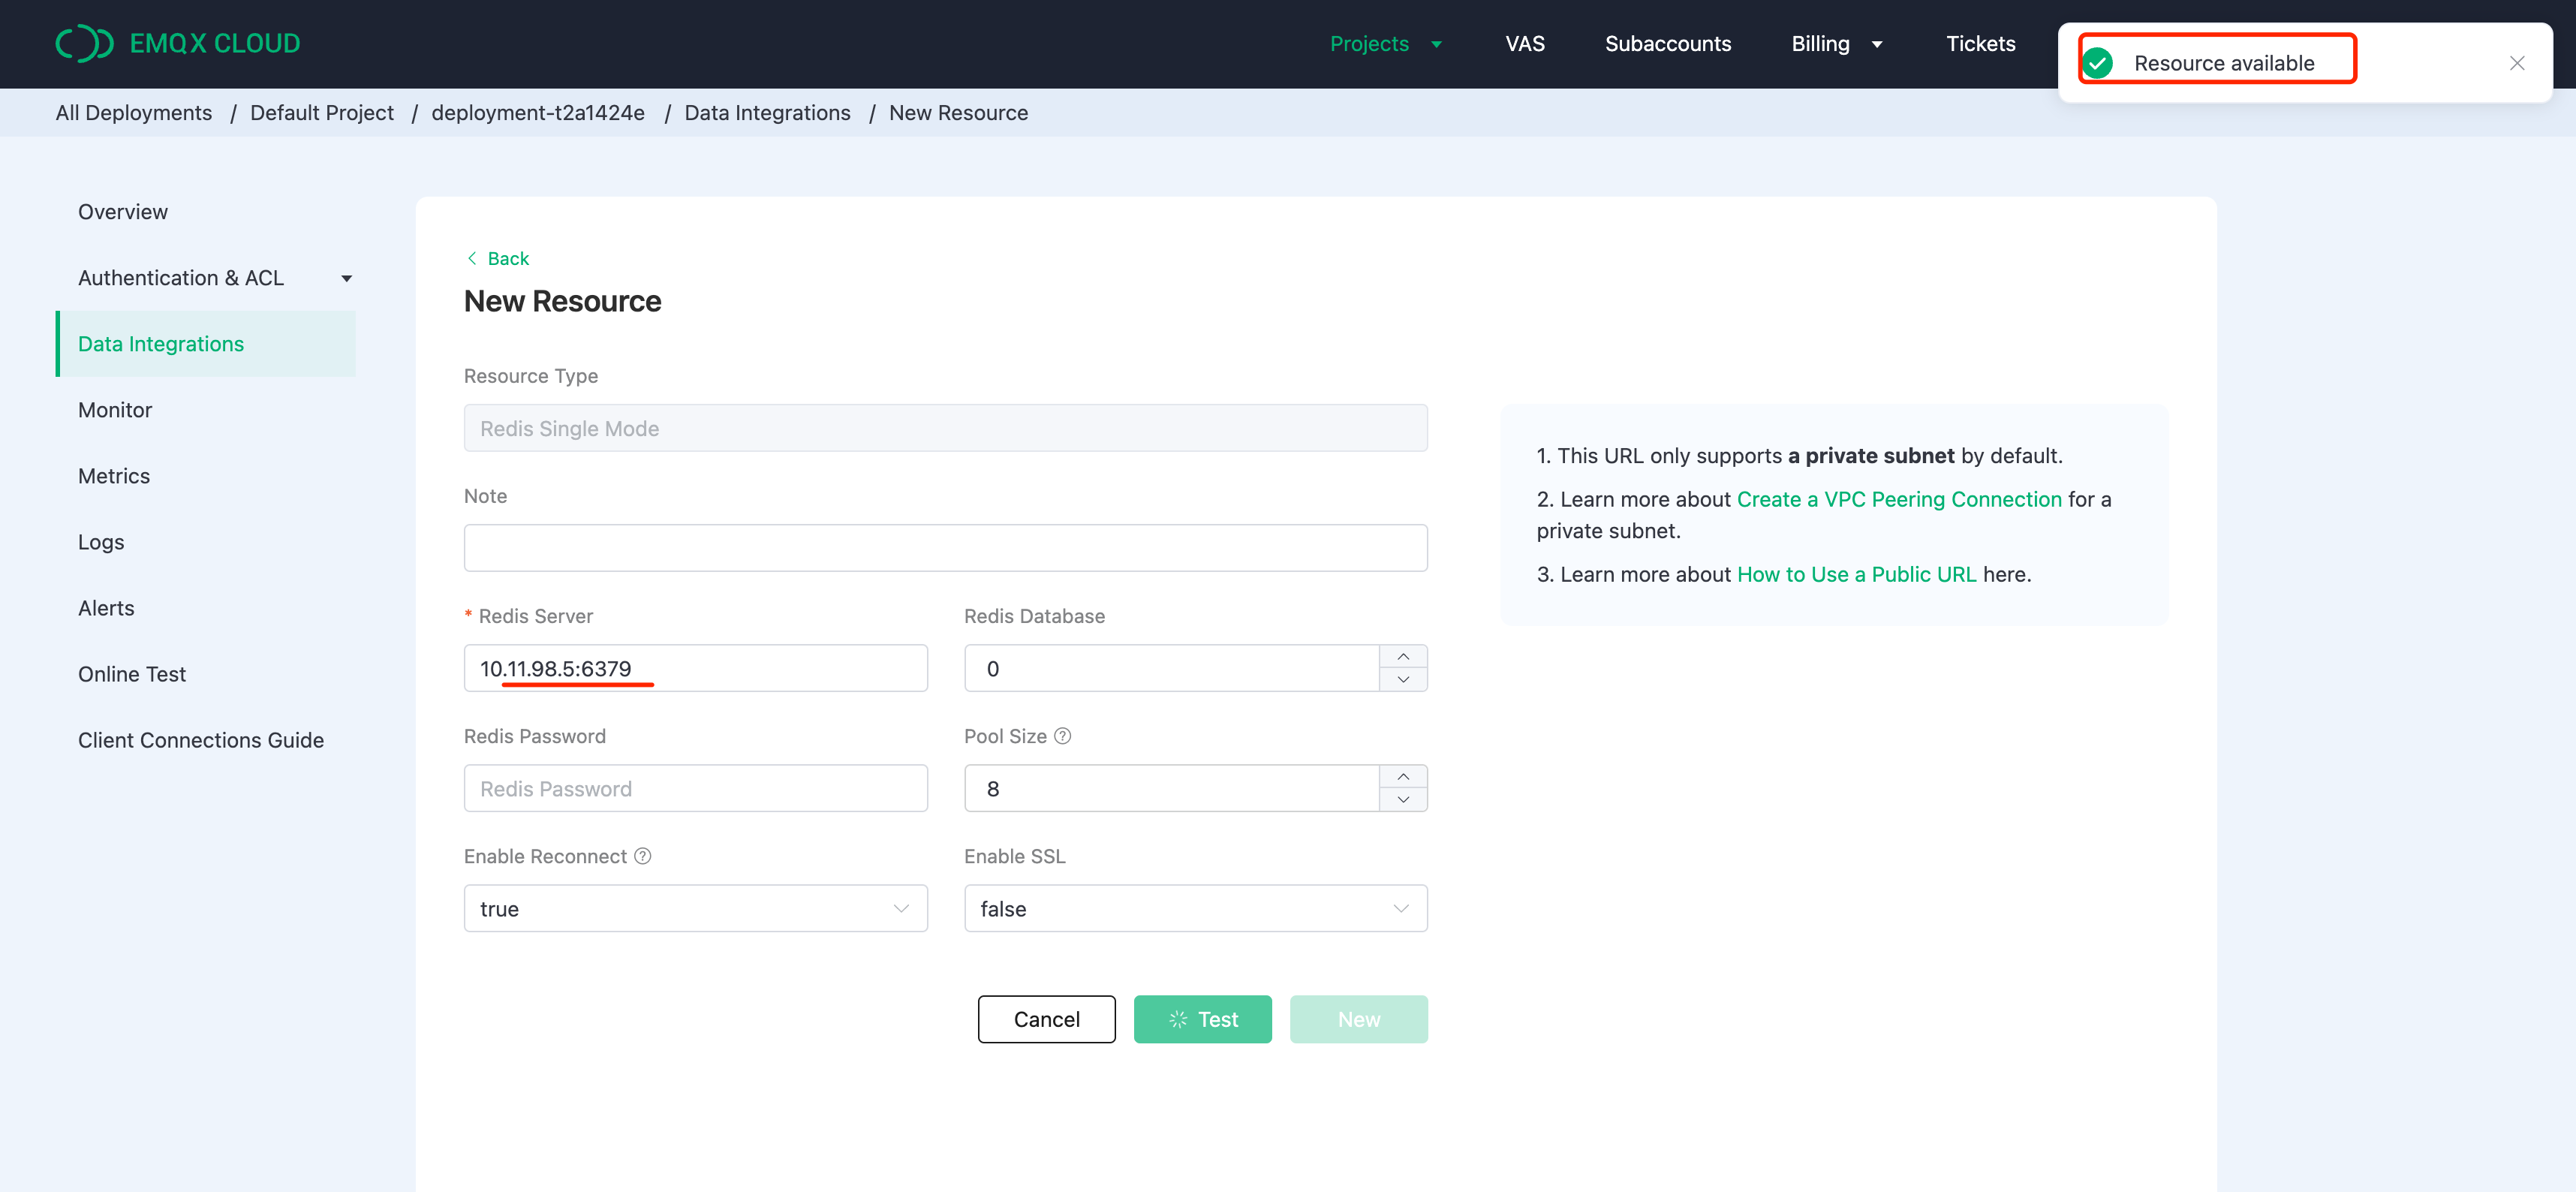 EMQX CLOUD
Projects VAS Subaccounts Billing Tickets
Resource available
All Deployments / Default Project / deployment-t2a1424e / Data Integrations / New Resource
Overview
Authentication & ACL
Data Integrations
Monitor
Metrics
Logs
Alerts
Online Test
Client Connections Guide
Back
New Resource
Resource Type
Redis Single Mode
Note
* Redis Server
10.11.98.5:6379
Redis Database
0
Redis Password
Redis Password
Pool Size ?
8
Enable Reconnect ?
true
Enable SSL
false
Cancel
Test
New
1. This URL only supports a private subnet by default.
2. Learn more about Create a VPC Peering Connection for a
private subnet.
3. Learn more about How to Use a Public URL here.